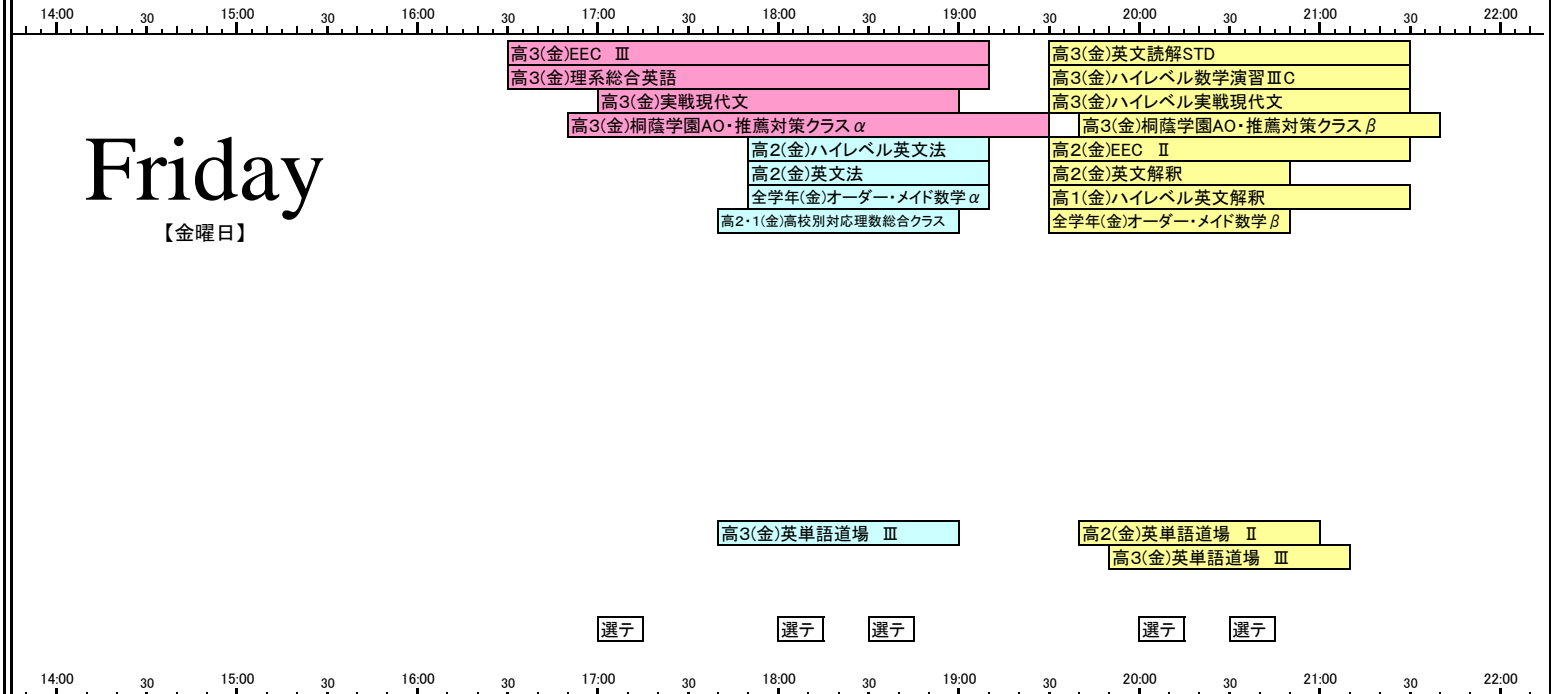 14:00 30 15:00 30 16:00 30 17:00 30 18:00 30 19:00 30 20:00 30 21:00 30 22:00
高3(金)EEC Ⅲ 高3(金)英文読解STD
高3(金)理系総合英語 高3(金)ハイレベル数学演習ⅢC
高3(金)実戦現代文 高3(金)ハイレベル実戦現代文
高3(金)桐蔭学園AO・推薦対策クラスα 高3(金)桐蔭学園AO・推薦対策クラスβ
高2(金)ハイレベル英文法 高2(金)EEC Ⅱ
高2(金)英文法 高2(金)英文解釈
全学年(金)オーダー・メイド数学α 高1(金)ハイレベル英文解釈
高2・1(金)高校別対応理数総合クラス 全学年(金)オーダー・メイド数学β
Friday
【金曜日】
高3(金)英単語道場 Ⅲ 高2(金)英単語道場 Ⅱ
高3(金)英単語道場 Ⅲ
選テ 選テ 選テ 選テ 選テ
14:00 30 15:00 30 16:00 30 17:00 30 18:00 30 19:00 30 20:00 30 21:00 30 22:00